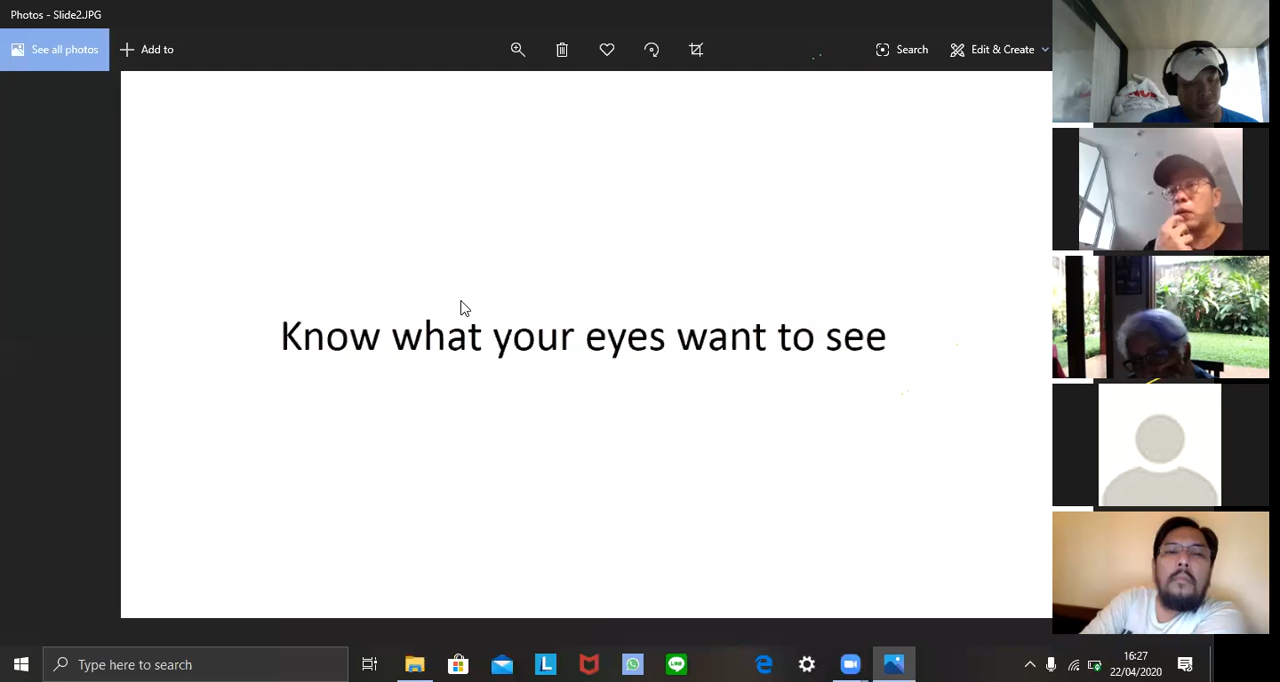 Photos - Slide2.JPG
See all photos
Add to
Search
Edit & Create
Know what your eyes want to see
Type here to search
L
LINE
16:27
22/04/2020